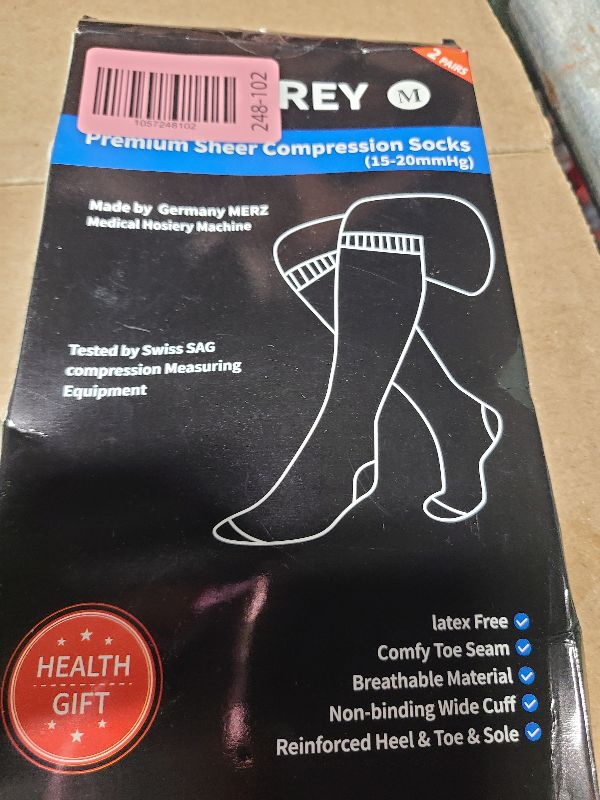 2 PAIRS
REY M
1057248102
248-102
Premium Sheer Compression Socks
(15-20mmHg)
Made by Germany MERZ
Medical Hosiery Machine
Tested by Swiss SAG
compression Measuring
Equipment
latex Free
Comfy Toe Seam
Breathable Material
Non-binding Wide Cuff
Reinforced Heel & Toe & Sole
HEALTH
GIFT